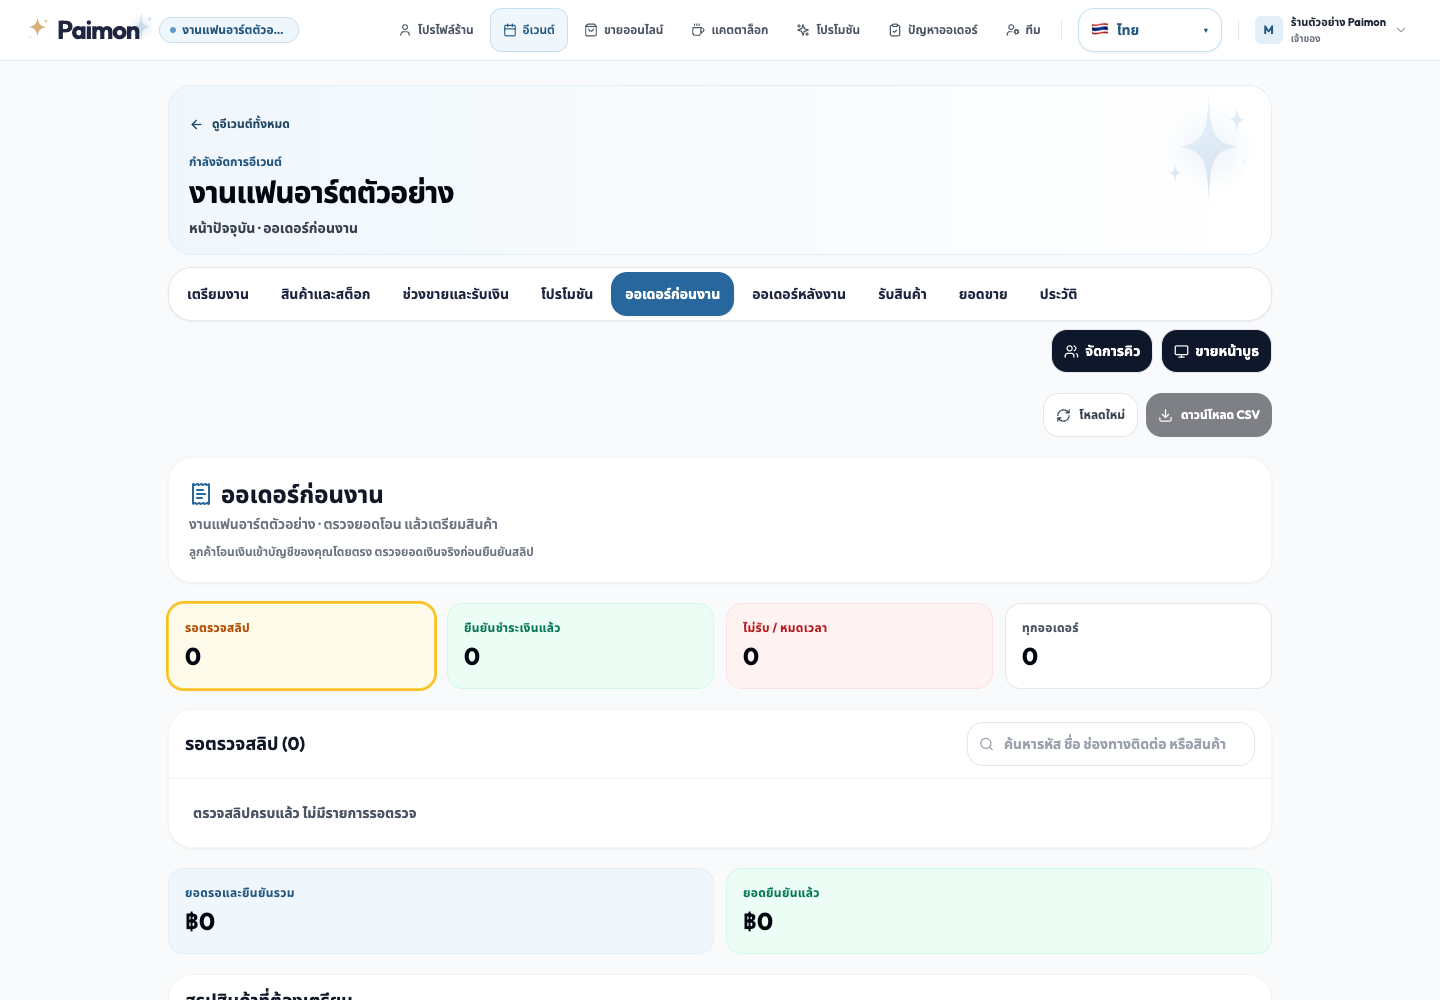 Paimon
งานแฟนอาร์ตตัวอ...
โปรไฟล์ร้าน
อีเวนต์
ขายออนไลน์
แคตตาล็อก
โปรโมชัน
ปัญหาออเดอร์
ทีม
ไทย
M
ร้านตัวอย่าง Paimon
เจ้าของ
ดูอีเวนต์ทั้งหมด
กำลังจัดการอีเวนต์
งานแฟนอาร์ตตัวอย่าง
หน้าปัจจุบัน · ออเดอร์ก่อนงาน
เตรียมงาน
สินค้าและสต็อก
ช่วงขายและรับเงิน
โปรโมชัน
ออเดอร์ก่อนงาน
ออเดอร์หลังงาน
รับสินค้า
ยอดขาย
ประวัติ
จัดการคิว
ขายหน้าบูธ
โหลดใหม่
ดาวน์โหลด CSV
ออเดอร์ก่อนงาน
งานแฟนอาร์ตตัวอย่าง · ตรวจยอดโอน แล้วเตรียมสินค้า
ลูกค้าโอนเงินเข้าบัญชีของคุณโดยตรง ตรวจยอดเงินจริงก่อนยืนยันสลิป
รอตรวจสลิป
0
ยืนยันชำระเงินแล้ว
0
ไม่รับ / หมดเวลา
0
ทุกออเดอร์
0
รอตรวจสลิป (0)
ค้นหารหัส ชื่อ ช่องทางติดต่อ หรือสินค้า
ตรวจสลิปครบแล้ว ไม่มีรายการรอตรวจ
ยอดรอและยืนยันรวม
฿0
ยอดยืนยันแล้ว
฿0
สรุปสินค้าที่ต้องเตรียม